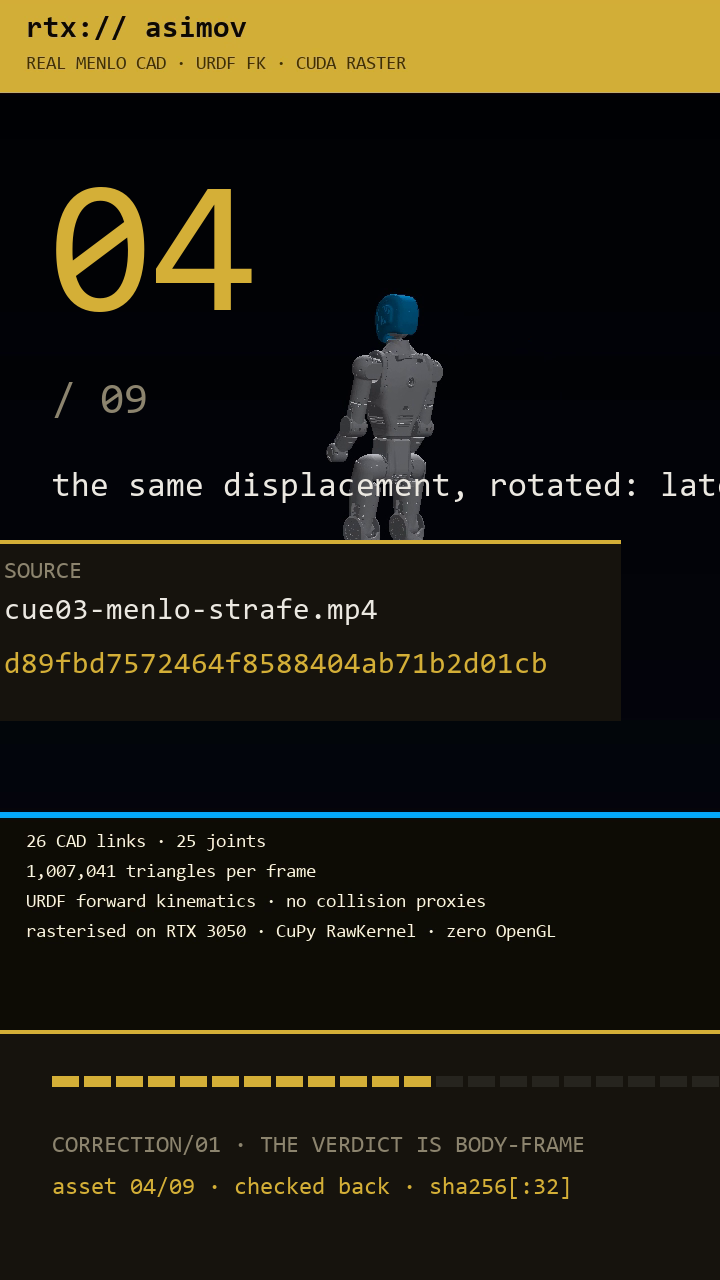 rtx:// asimov
REAL MENLO CAD · URDF FK · CUDA RASTER
04
/ 09
the same displacement, rotated:
SOURCE
cue03-menlo-strafe.mp4
d89fbd7572464f8588404ab71b2d01cb
26 CAD links · 25 joints
1,007,041 triangles per frame
URDF forward kinematics · no collision proxies
rasterised on RTX 3050 · CuPy RawKernel · zero OpenGL
CORRECTION/01 · THE VERDICT IS BODY-FRAME
asset 04/09 · checked back · sha256[:32]